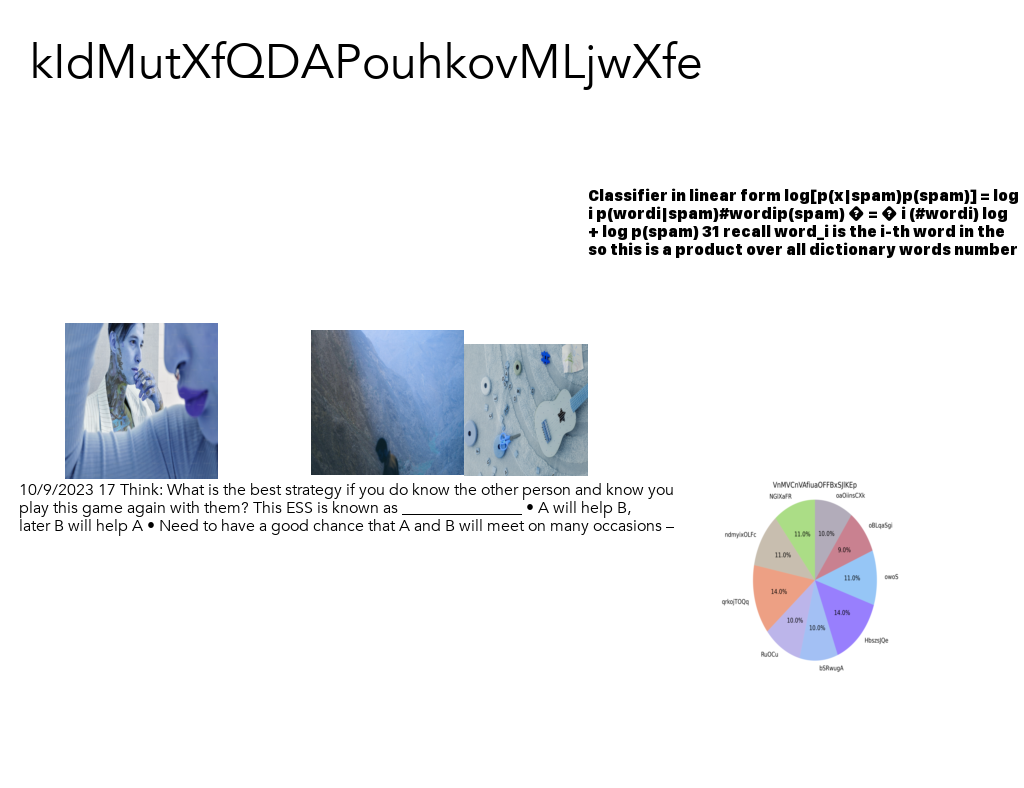 kIdMutXfQDAPouhkovMLjwXfe
Classifier in linear form log[p(x|spam)p(spam)] = log
i p(wordi|spam)#wordip(spam) � = � i (#wordi) log
+ log p(spam) 31 recall word_i is the i-th word in the
so this is a product over all dictionary words number
10/9/2023 17 Think: What is the best strategy if you do know the other person and know you
play this game again with them? This ESS is known as ________________ • A will help B,
later B will help A • Need to have a good chance that A and B will meet on many occasions –
VnMVCnVAfiuaOFFBxSJIKEp
NGIXaFR
oaOiinsCXk
ndmyixOLFc
oBLqaSgi
11.0%
10.0%
9.0%
11.0%
owoS
11.0%
14.0%
qrkojTOQq
14.0%
10.0%
10.0%
HbszsJQe
RuOCu
bSRwugA